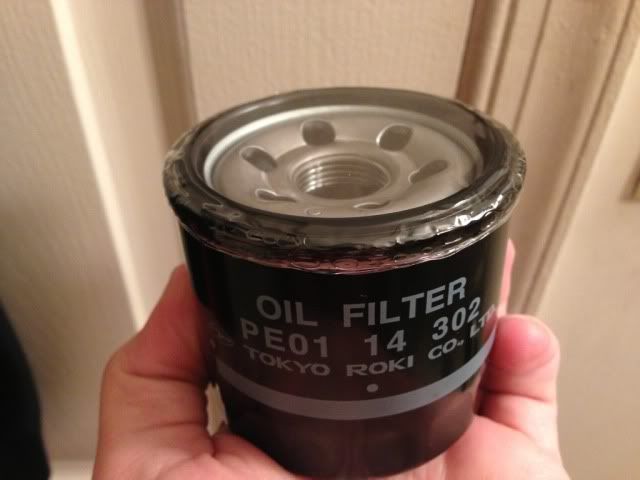 OIL FILTER
PE01 14 302
TOKYO ROKI CO., LTD.